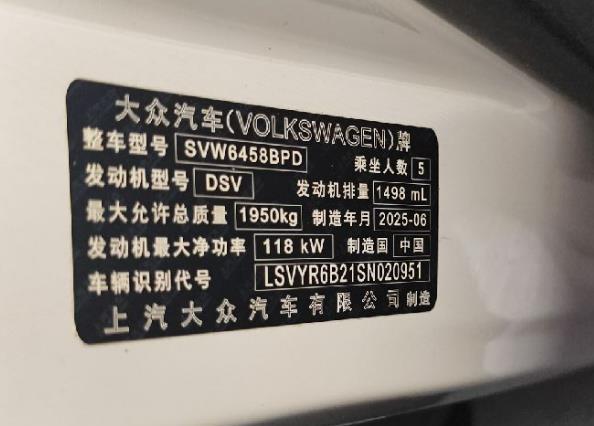 大众汽车(VOLKSWAGEN)牌
整车型号 SVW6458BPD 乘坐人数 5
发动机型号 DSV 发动机排量 1498 mL
最大允许总质量 1950kg 制造年月 2025-06
发动机最大净功率 118 kW 制造国 中国
车辆识别代号 LSVYR6B21SN020951
上汽大众汽车有限公司制造